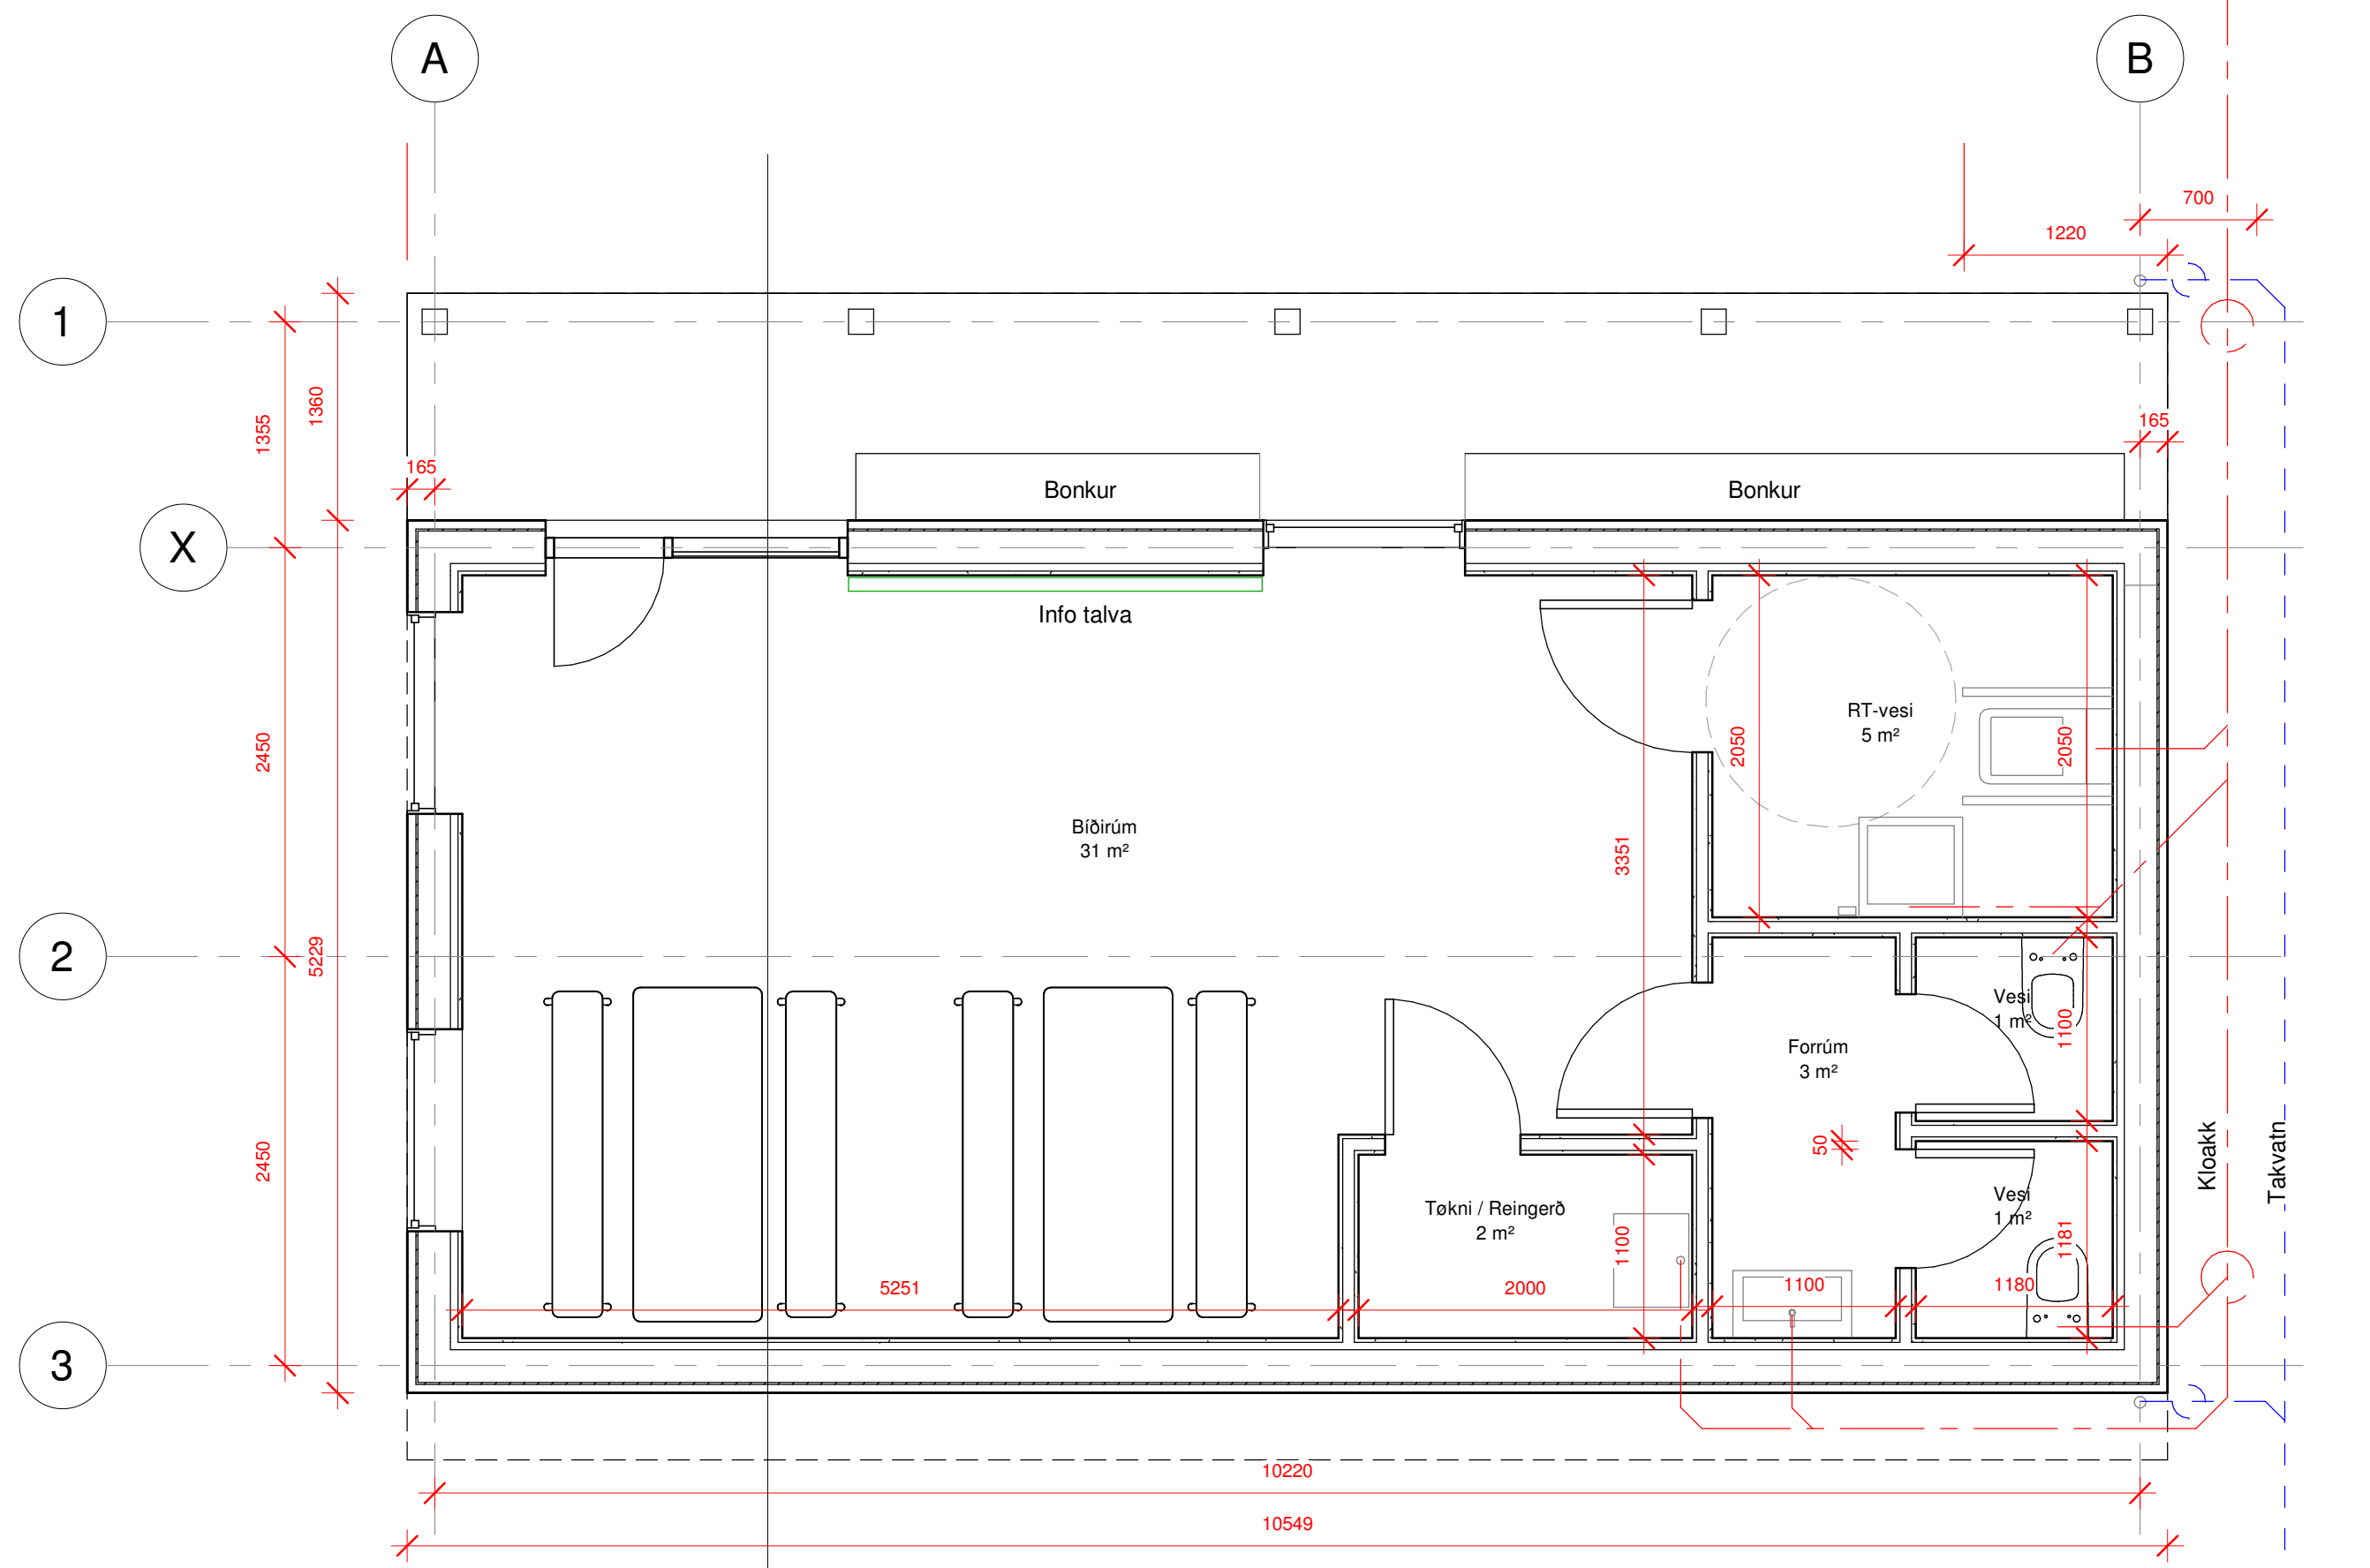 A
B
700
1220
1
1360
1355
165
165
Bonkur
Bonkur
X
Info talva
RT-vesi
5 m²
2450
2050
2050
Bíðirúm
31 m²
3351
2
5229
Vesi
1 m²
1100
Forrúm
3 m²
50
Kloakk
Takvatn
2450
Vesi
1 m²
Tøkni / Reingerð
2 m²
1100
1181
5251
2000
1100
1180
3
10220
10549